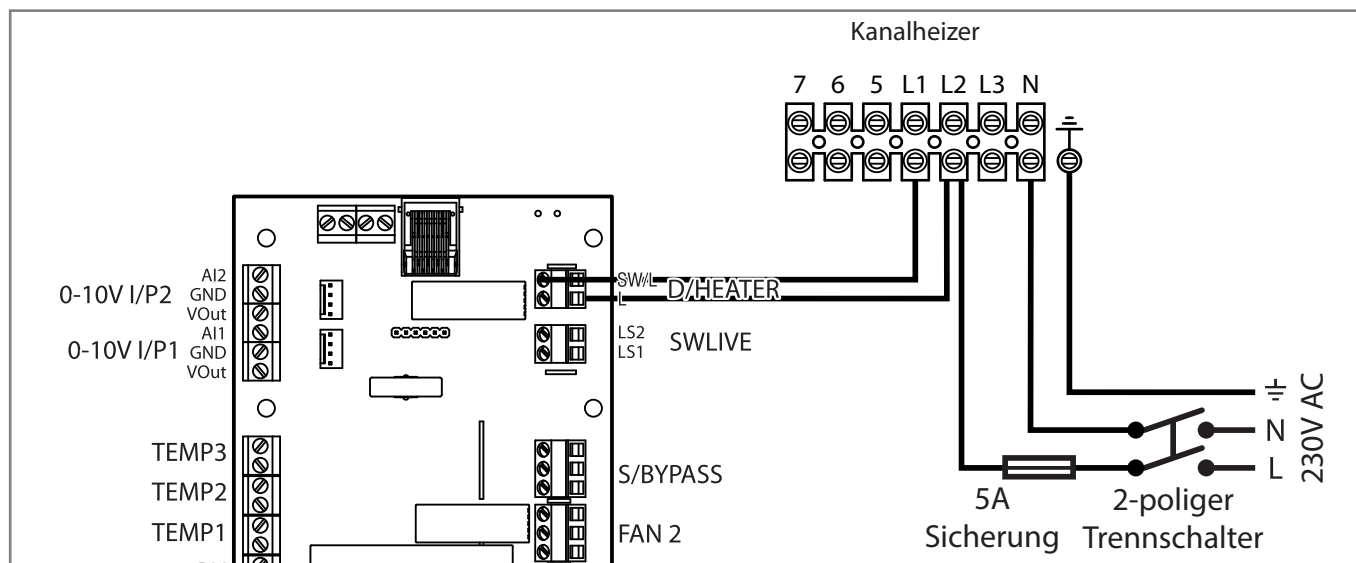 Kanalheizer
7 6 5 L1 L2 L3 N
AI2
GND
VOut
0-10V I/P2
AI1
GND
VOut
0-10V I/P1
SW/L
L
D/HEATER
LS2
LS1
SWLIVE
TEMP3
TEMP2
TEMP1
S/BYPASS
FAN 2
N
L
230V AC
5A
Sicherung
2-poliger
Trennschalter